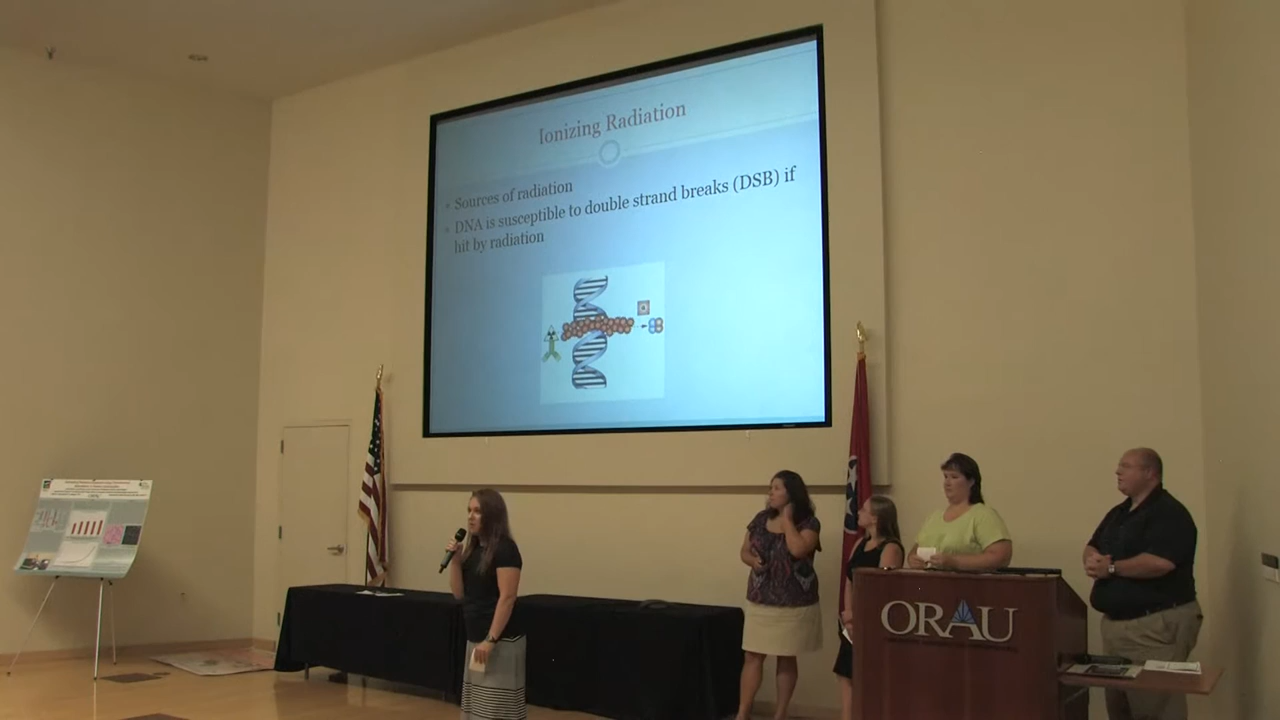 Ionizing Radiation
Sources of radiation
DNA is susceptible to double strand breaks (DSB) if
hit by radiation
ORAU